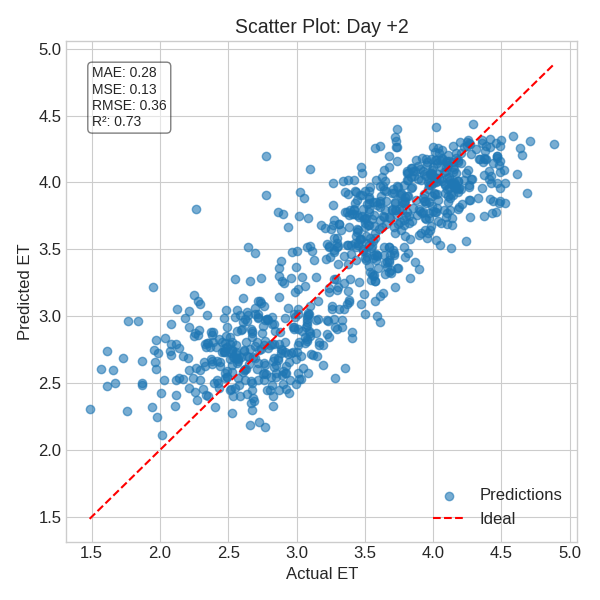 Scatter Plot: Day +2
MAE: 0.28
MSE: 0.13
RMSE: 0.36
R²: 0.73
Predicted ET
5.0
4.5
4.0
3.5
3.0
2.5
2.0
1.5
Predictions
Ideal
1.5 2.0 2.5 3.0 3.5 4.0 4.5 5.0
Actual ET